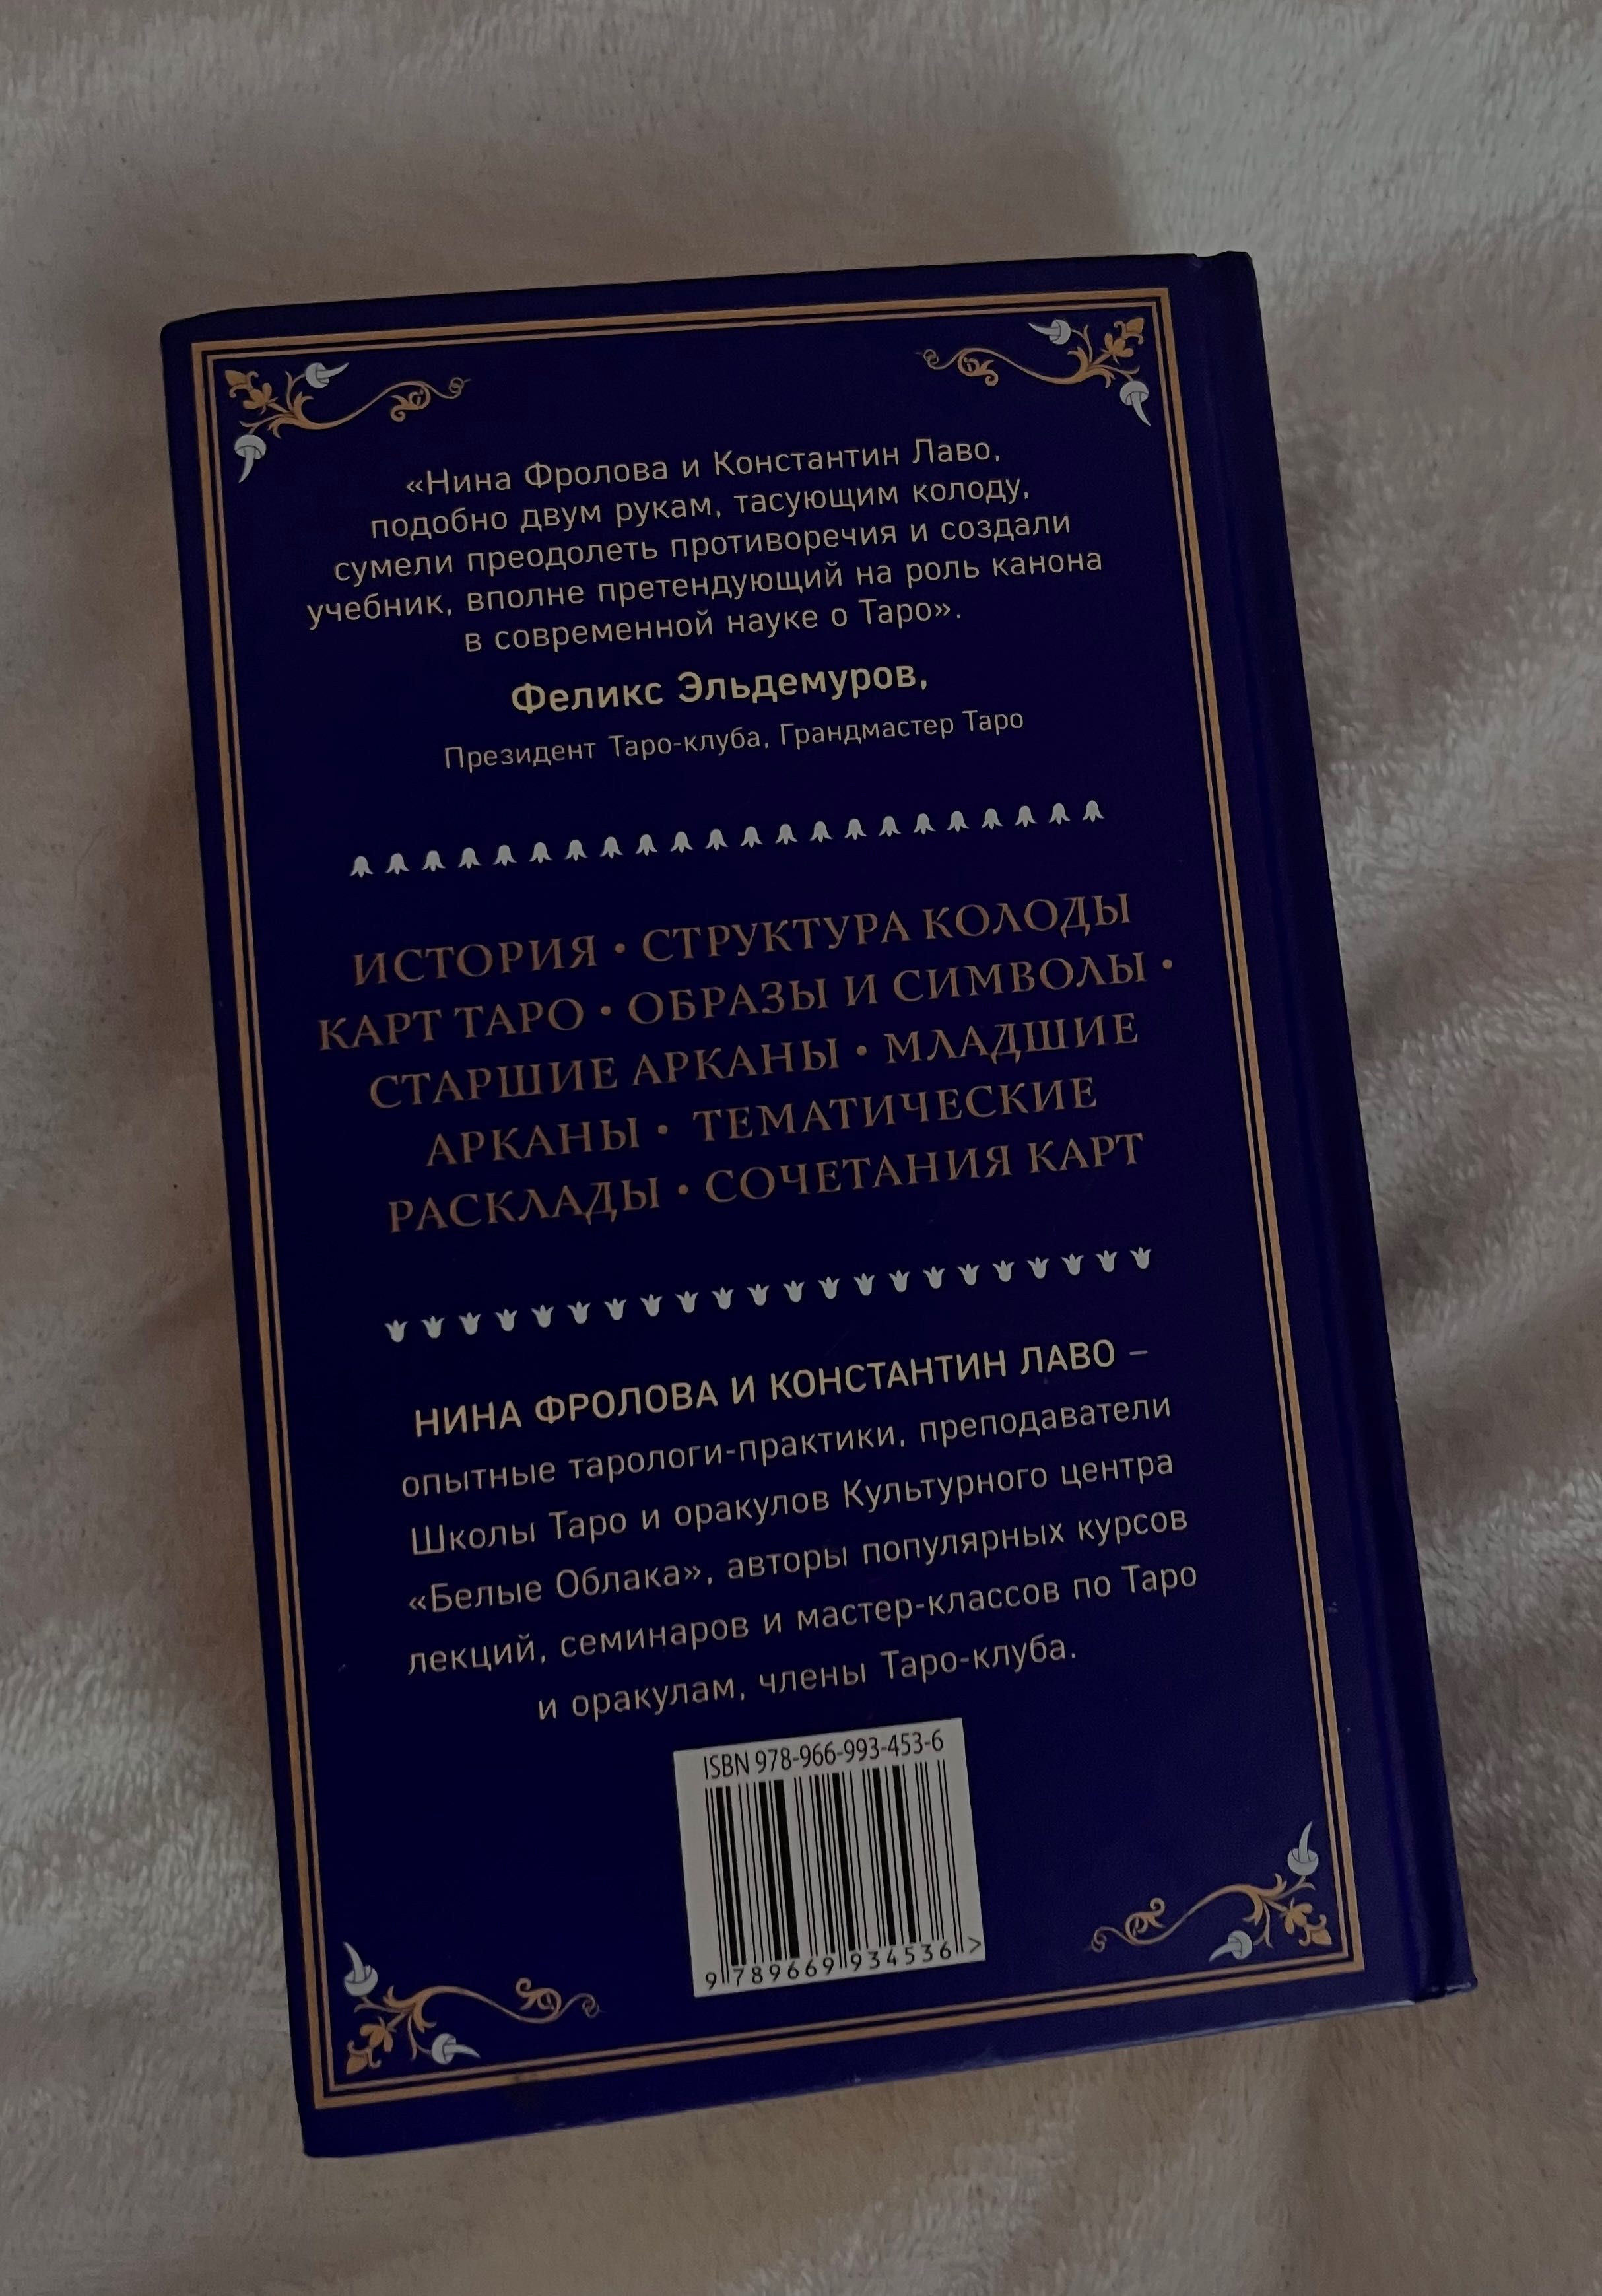 «Нина Фролова и Константин Лаво,
подобно двум рукам, тасующим колоду,
сумели преодолеть противоречия и создали
учебник, вполне претендующий на роль канона
в современной науке о Таро».
Феликс Эльдемуров,
Президент Таро-клуба, Грандмастер Таро
ИСТОРИЯ • СТРУКТУРА КОЛОДЫ
КАРТ ТАРО • ОБРАЗЫ И СИМВОЛЫ •
СТАРШИЕ АРКАНЫ • МЛАДШИЕ
АРКАНЫ • ТЕМАТИЧЕСКИЕ
РАСКЛАДЫ • СОЧЕТАНИЯ КАРТ
НИНА ФРОЛОВА И КОНСТАНТИН ЛАВО –
опытные тарологи-практики, преподаватели
Школы Таро и оракулов Культурного центра
«Белые Облака», авторы популярных курсов
лекций, семинаров и мастер-классов по Таро
и оракулам, члены Таро-клуба.
ISBN 978-966-993-453-6
9 789669 934536 >